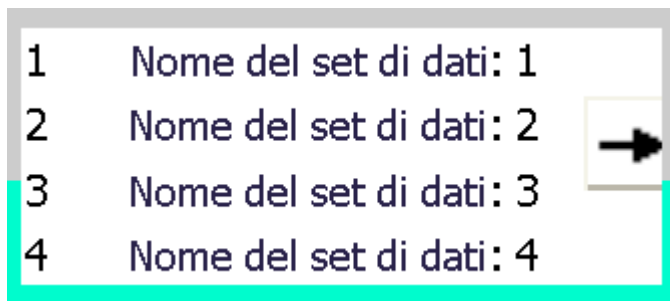 1 Nome del set di dati: 1
2 Nome del set di dati: 2
3 Nome del set di dati: 3
4 Nome del set di dati: 4